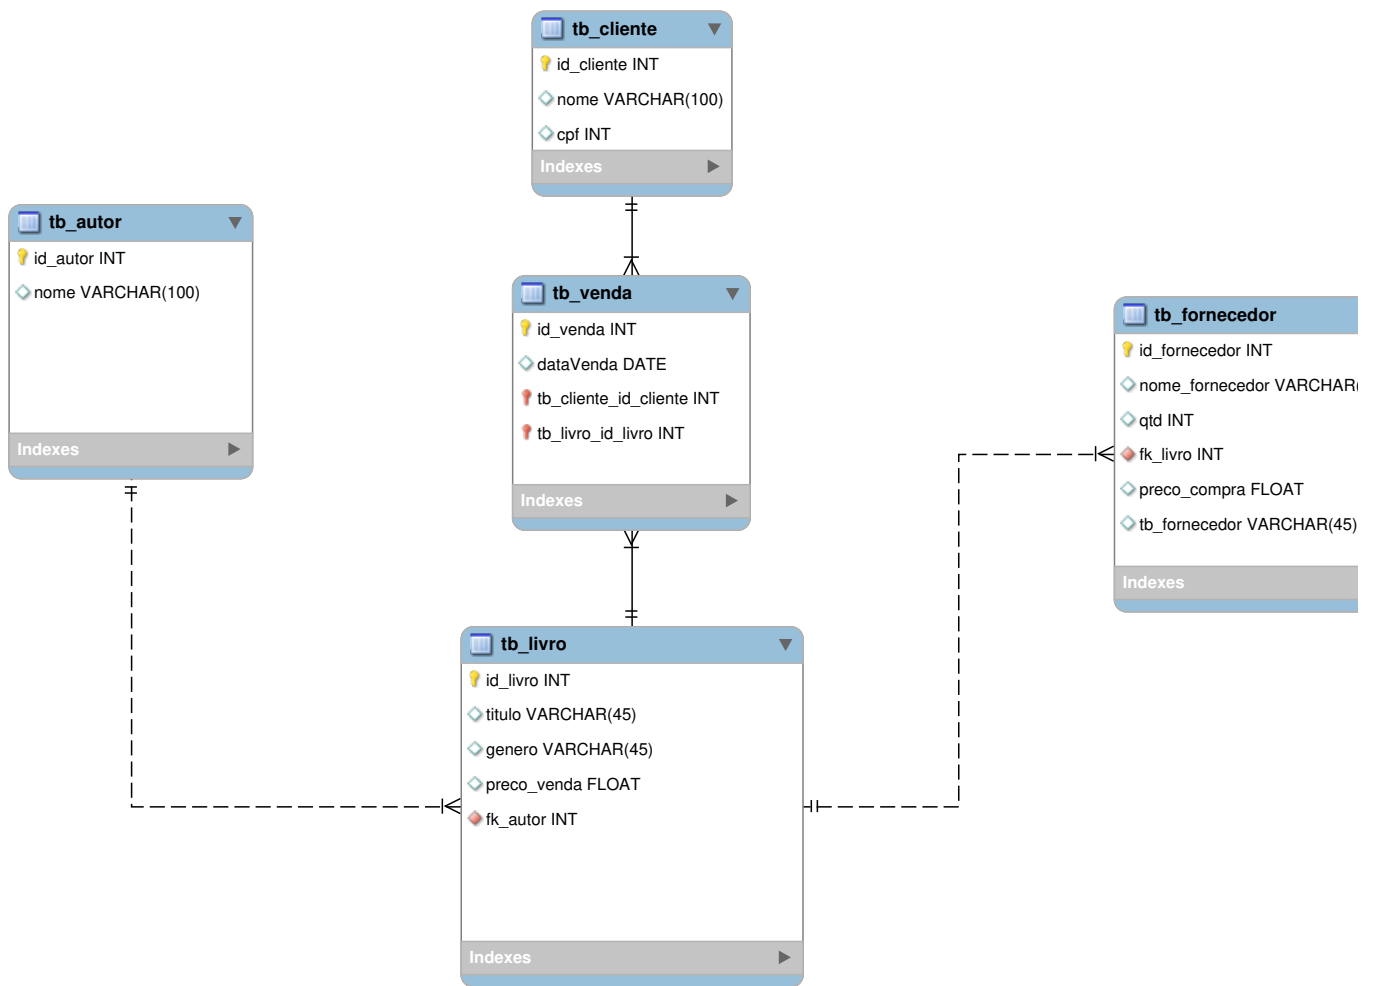 tb_cliente
id_cliente INT
nome VARCHAR(100)
cpf INT
Indexes
tb_autor
id_autor INT
nome VARCHAR(100)
Indexes
tb_venda
id_venda INT
dataVenda DATE
tb_cliente_id_cliente INT
tb_livro_id_livro INT
Indexes
tb_fornecedor
id_fornecedor INT
nome_fornecedor VARCHAR(
qtd INT
fk_livro INT
preco_compra FLOAT
tb_fornecedor VARCHAR(45)
Indexes
tb_livro
id_livro INT
titulo VARCHAR(45)
genero VARCHAR(45)
preco_venda FLOAT
fk_autor INT
Indexes